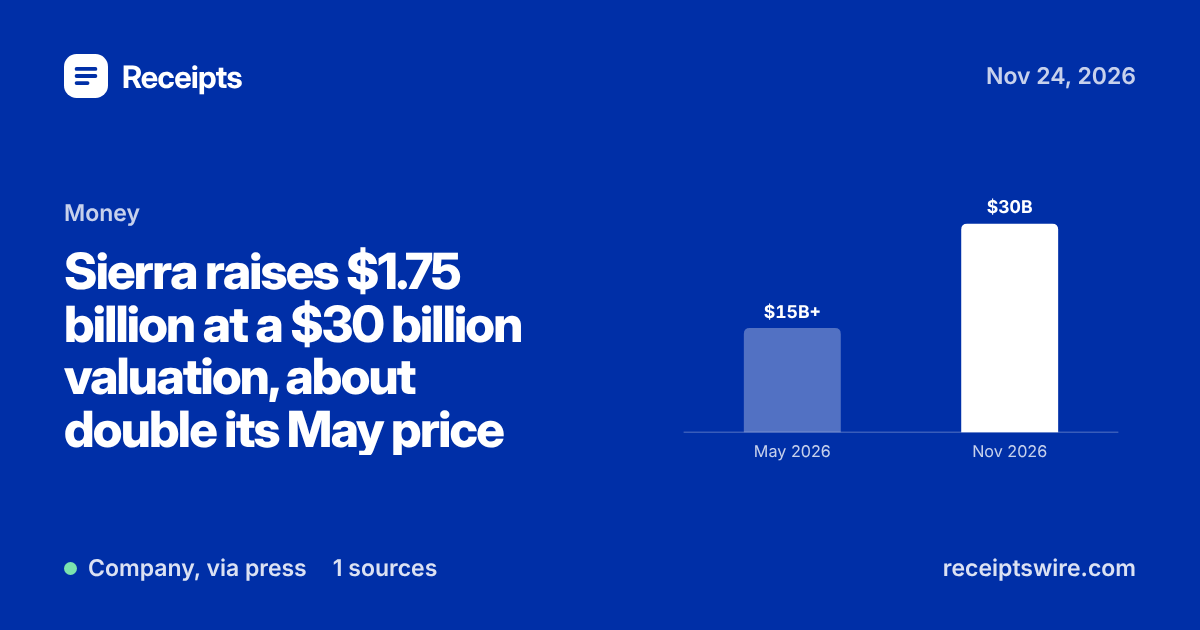 Receipts
Nov 24, 2026
Money
Sierra raises $1.75
billion at a $30 billion
valuation, about
double its May price
$15B+
$30B
May 2026
Nov 2026
Company, via press
1 sources
receiptswire.com